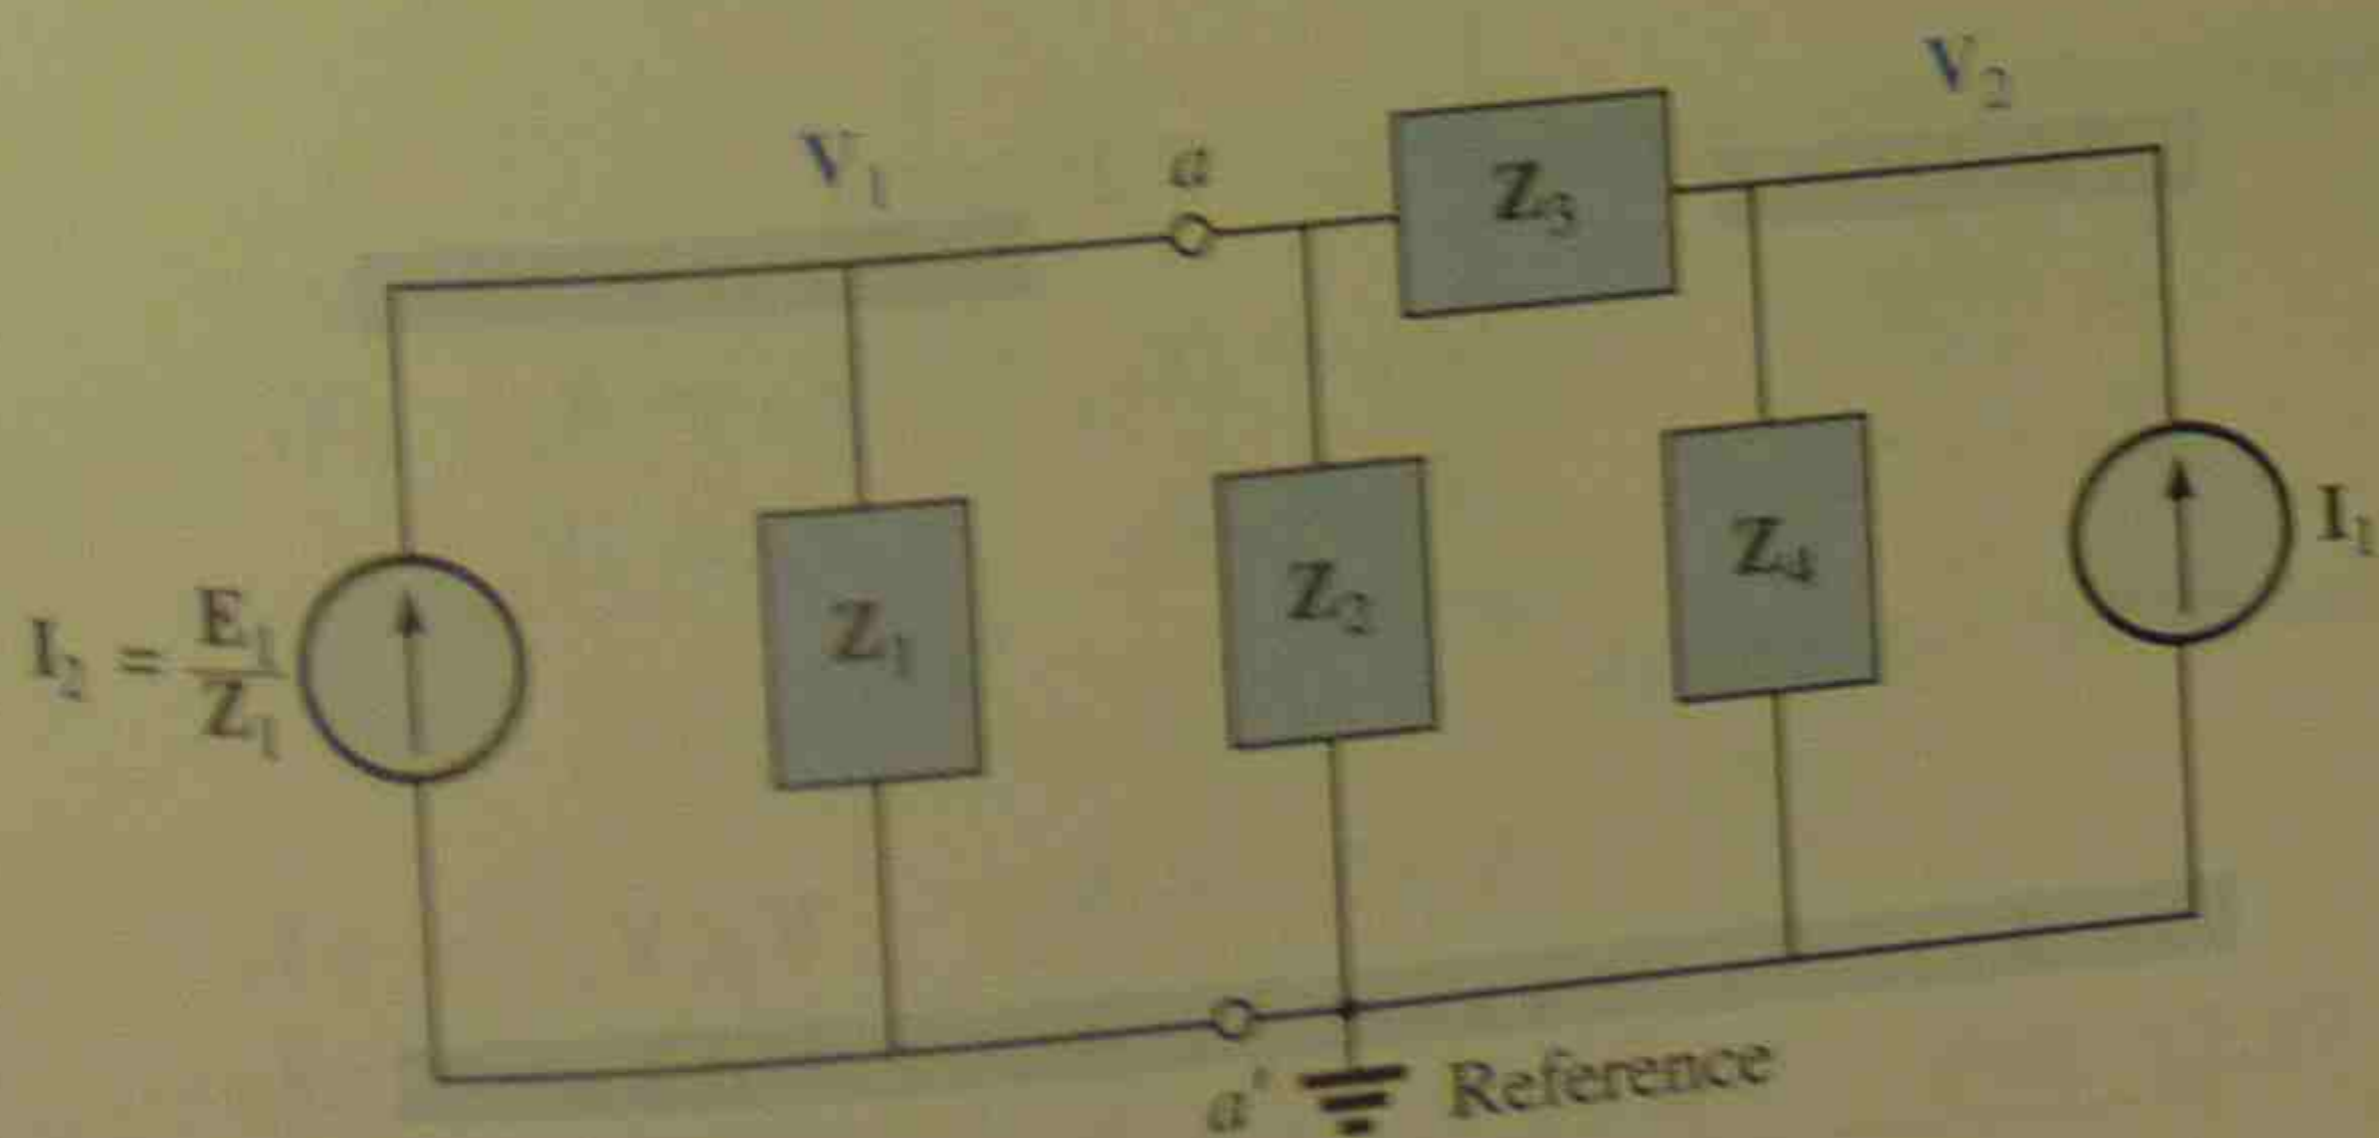 V₂
V₁
a
Z₃
I₂ = E₁/Z₁
Z₁
Z₂
Z₄
I₁
a'
Reference